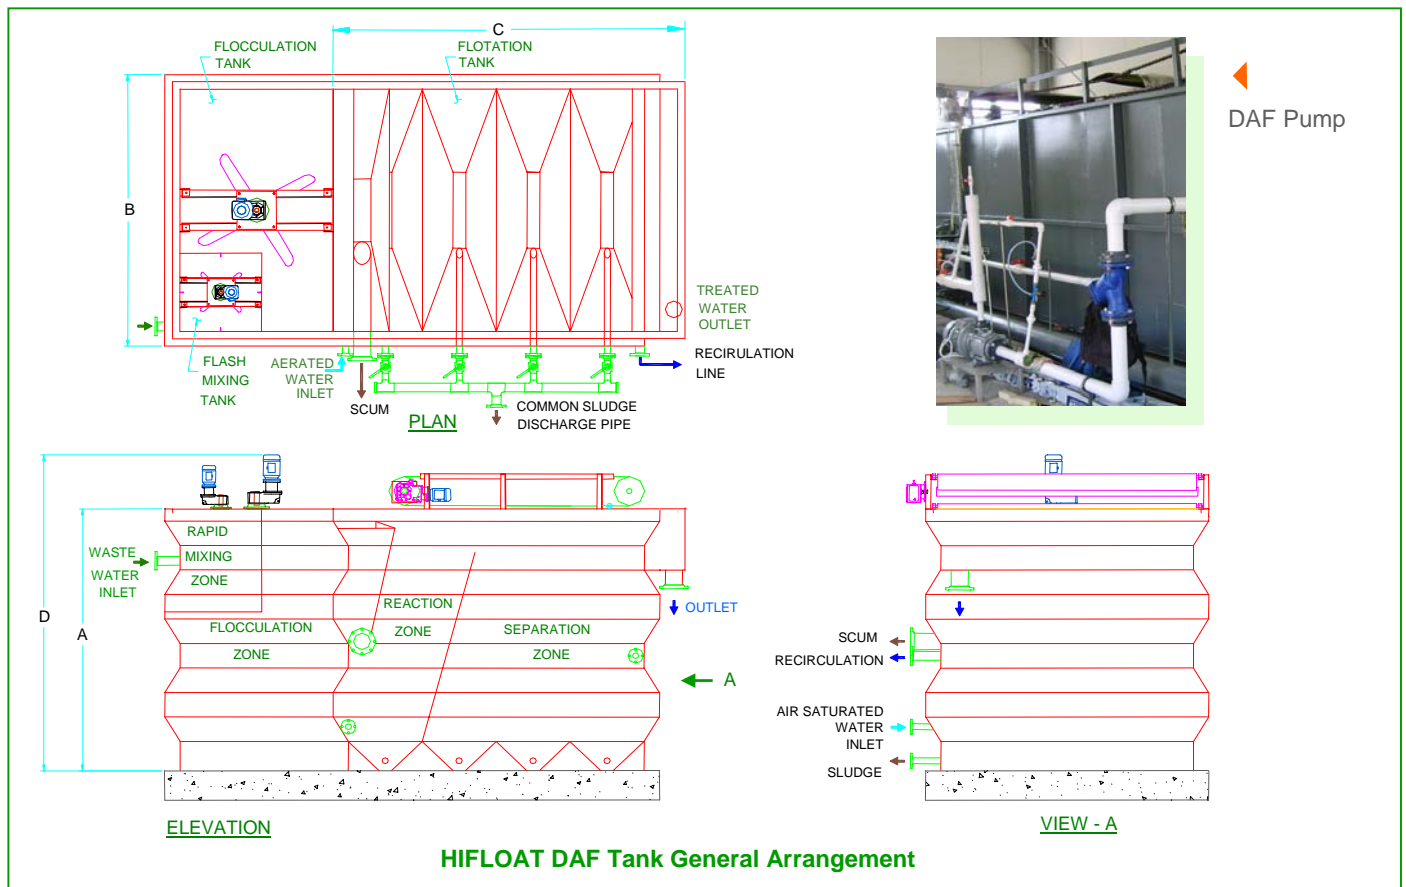 C
FLOCCULATION
TANK
FLOTATION
TANK
DAF Pump
B
TREATED
WATER
OUTLET
FLASH
MIXING
TANK
AERATED
WATER
INLET
RECIRULATION
LINE
SCUM
COMMON SLUDGE
DISCHARGE PIPE
PLAN
D
A
RAPID
MIXING
ZONE
WASTE
WATER
INLET
REACTION
ZONE
OUTLET
FLOCCULATION
ZONE
SEPARATION
ZONE
A
SCUM
RECIRCULATION
AIR SATURATED
WATER
INLET
SLUDGE
ELEVATION
VIEW - A
HIFLOAT DAF Tank General Arrangement